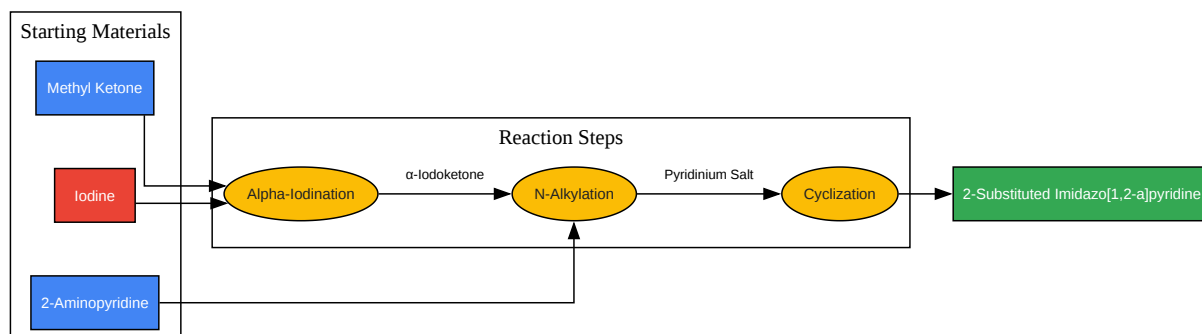 Starting Materials
Methyl Ketone
Reaction Steps
Iodine
Alpha-Iodination
α-Iodoketone
N-Alkylation
Pyridinium Salt
Cyclization
2-Substituted Imidazo[1,2-a]pyridine
2-Aminopyridine